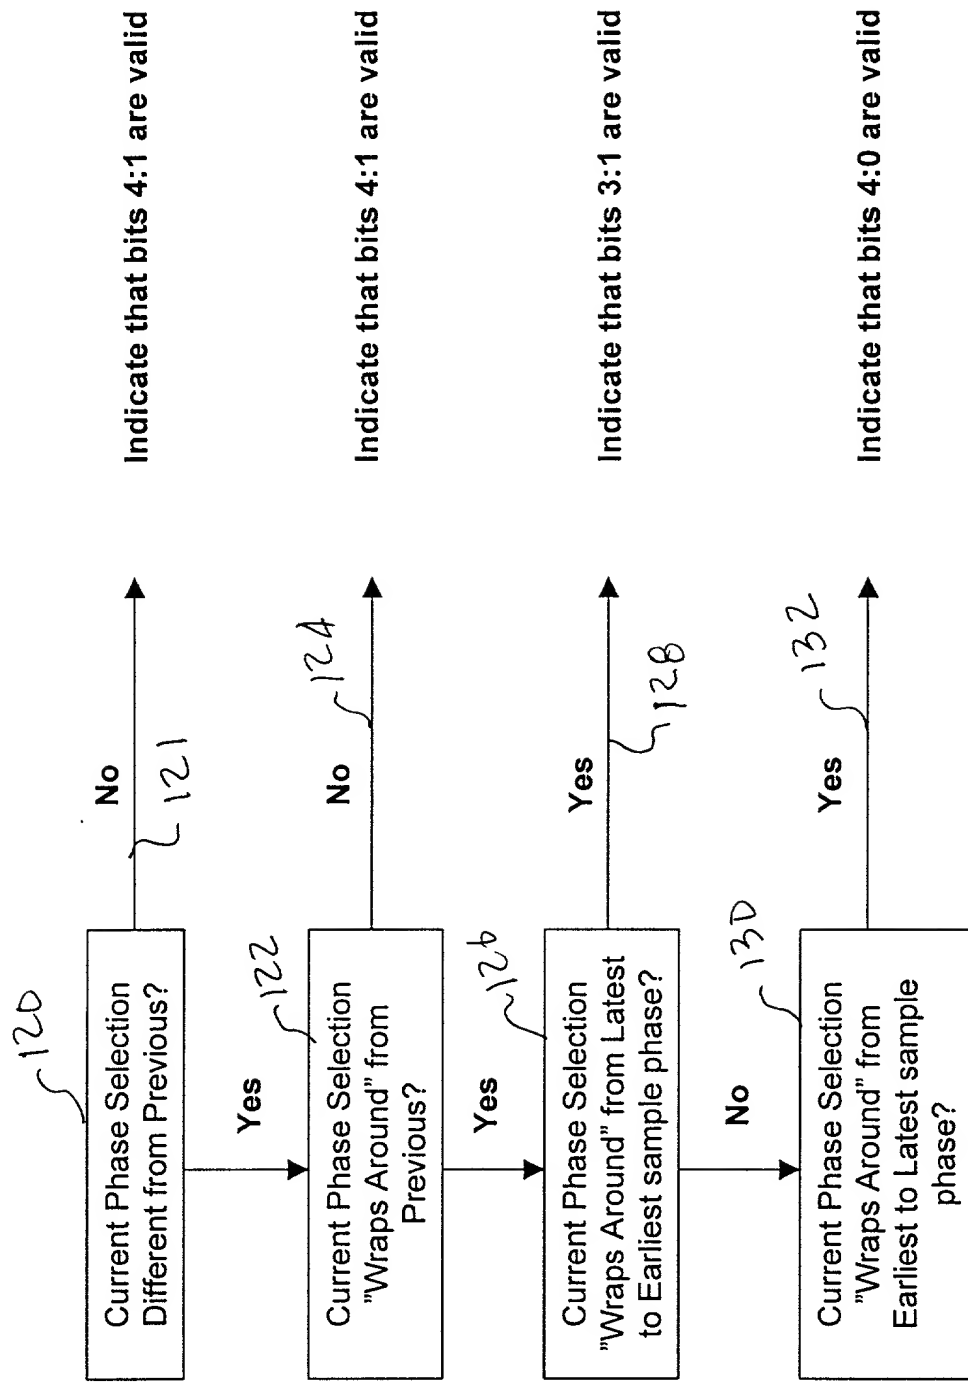 120
Current Phase Selection
Different from Previous?
No
121
Indicate that bits 4:1 are valid
Yes
122
Current Phase Selection
"Wraps Around" from
Previous?
No
124
Indicate that bits 4:1 are valid
Yes
126
Current Phase Selection
"Wraps Around" from Latest
to Earliest sample phase?
Yes
128
Indicate that bits 3:1 are valid
No
130
Current Phase Selection
"Wraps Around" from
Earliest to Latest sample
phase?
Yes
132
Indicate that bits 4:0 are valid